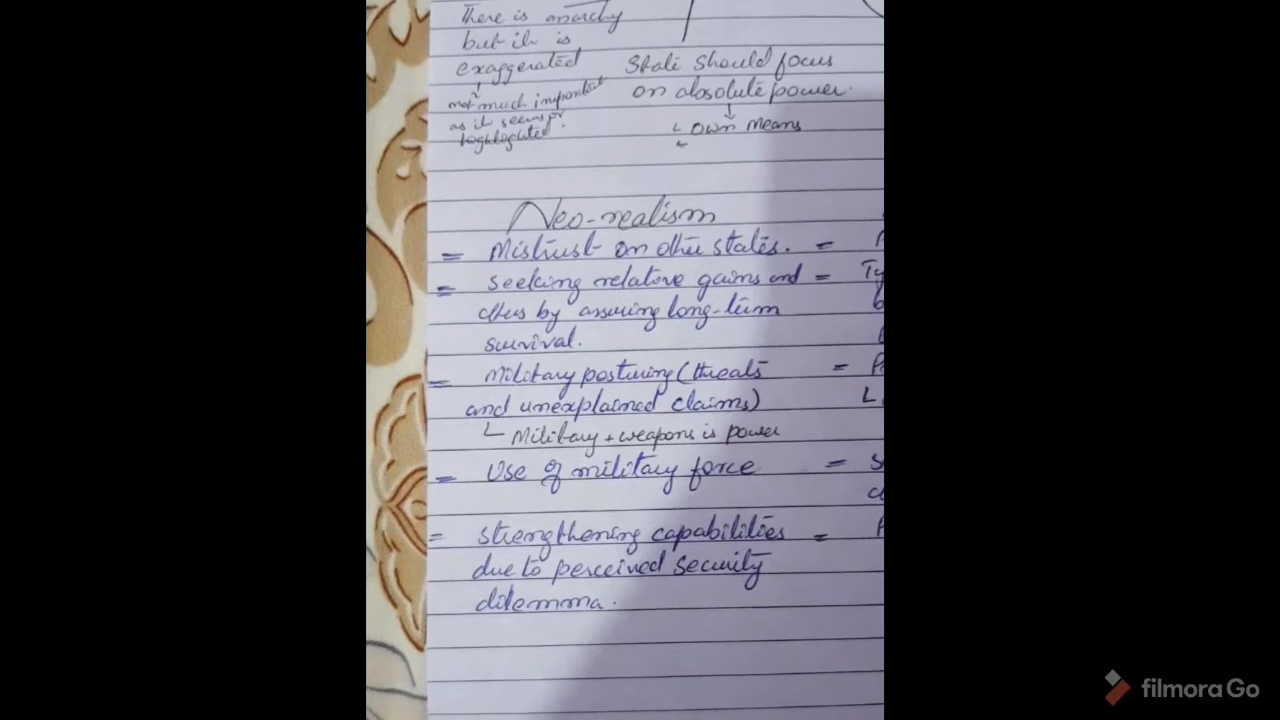 There is anarchy
but it is
exaggerated
not much important
as it seems or
highlighted.
State should focus
on absolute power.
└ own means
Neo-realism
= Mistrust on other states. =
= seeking relative gains and =
by assuring long-term
survival.
= Military posturing (threats =
and unexplained claims) L
└ Military + weapons is power
= Use of military force =
= strengthening capabilities =
due to perceived security
dilemma.
filmoraGo